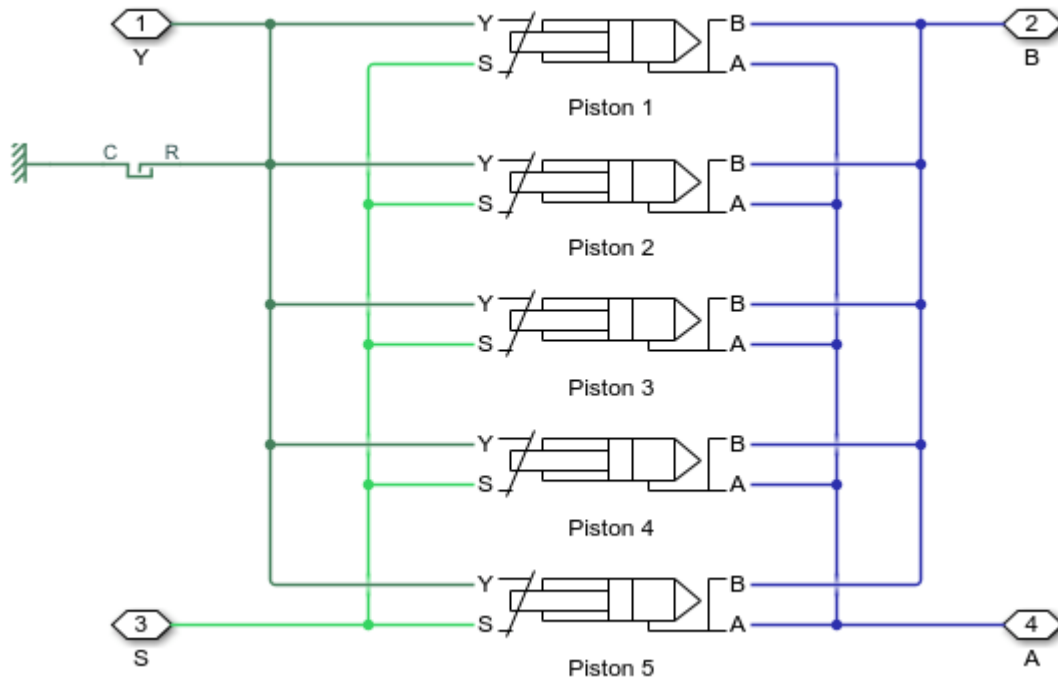 1 Y B 2
Y S A B
Piston 1
C R Y B
S A
Piston 2
Y B
S A
Piston 3
Y B
S A
Piston 4
Y B
3 S A 4
S A
Piston 5